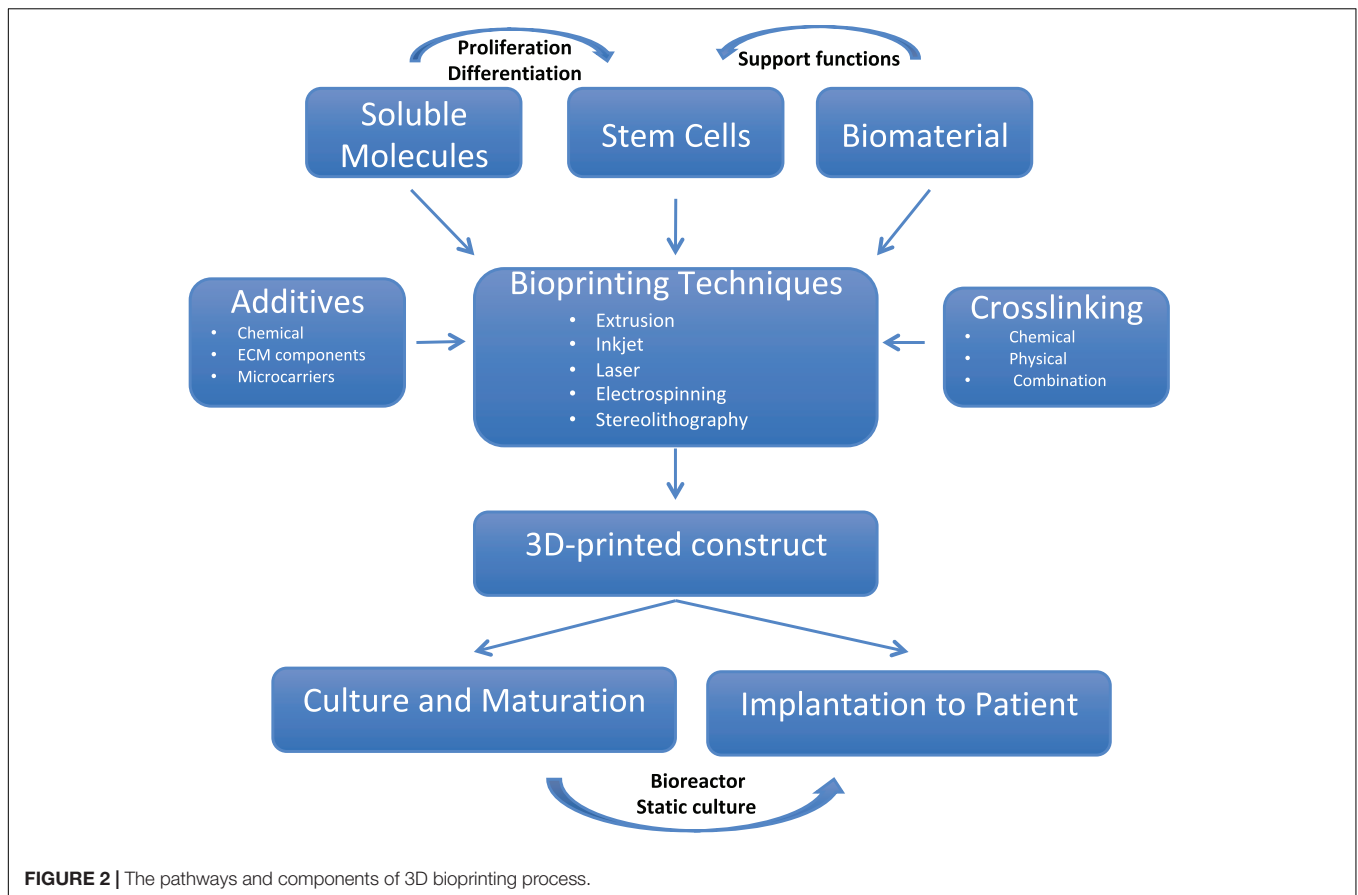 Proliferation
Differentiation
Support functions
Soluble
Molecules
Stem Cells
Biomaterial
Additives
• Chemical
• ECM components
• Microcarriers
Bioprinting Techniques
• Extrusion
• Inkjet
• Laser
• Electrospinning
• Stereolithography
Crosslinking
• Chemical
• Physical
• Combination
3D-printed construct
Culture and Maturation
Implantation to Patient
Bioreactor
Static culture
FIGURE 2 | The pathways and components of 3D bioprinting process.